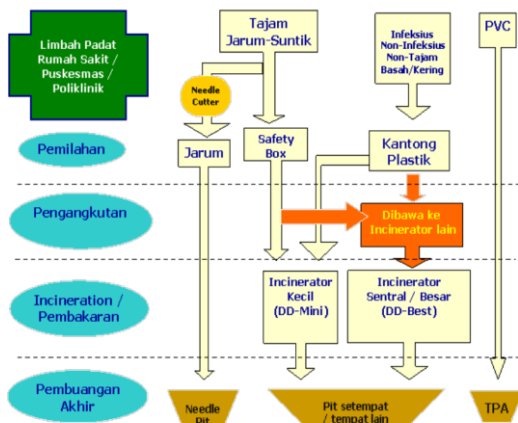 Limbah Padat
Rumah Sakit /
Puskesmas /
Poliklinik
Tajam
Jarum-Suntik
Infeksius
Non-Infeksius
Non-Tajam
Basah/Kering
PVC
Needle
Cutter
Pemilahan
Jarum
Safety
Box
Kantong
Plastik
Pengangkutan
Dibawa ke
Incinerator lain
Incineration /
Pembakaran
Incinerator
Kecil
(DD-Mini)
Incinerator
Sentral / Besar
(DD-Best)
Pembuangan
Akhir
Needle
Pit
Pit setempat
/ tempat lain
TPA